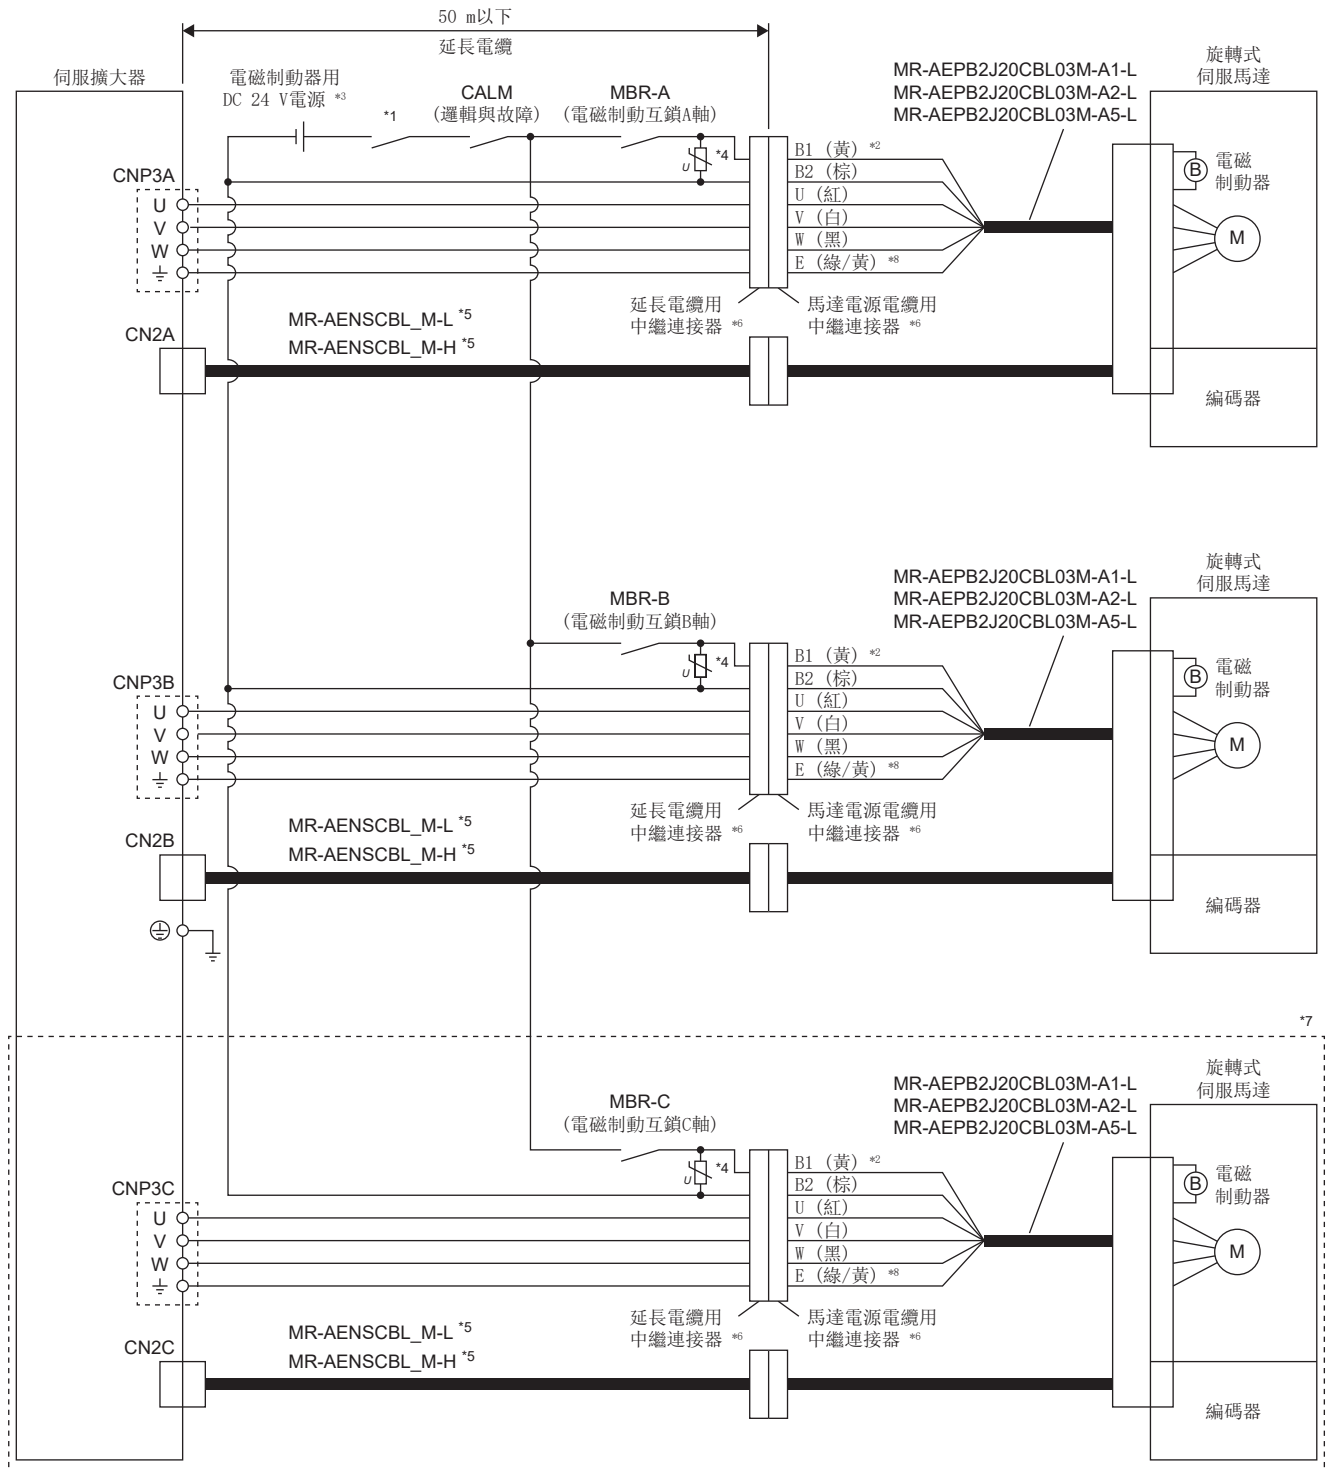 50 m以下
延長電纜
伺服擴大器
電磁制動器用
DC 24 V電源 *3
*1
CALM
(邏輯與故障)
MBR-A
(電磁制動互鎖A軸)
MR-AEPB2J20CBL03M-A1-L
MR-AEPB2J20CBL03M-A2-L
MR-AEPB2J20CBL03M-A5-L
旋轉式
伺服馬達
U
*4
B1 (黃) *2
B2 (棕)
U (紅)
V (白)
W (黑)
E (綠/黃) *8
B
電磁
制動器
M
CNP3A
U
V
W
延長電纜用
中繼連接器 *6
馬達電源電纜用
中繼連接器 *6
MR-AENSCBL_M-L *5
MR-AENSCBL_M-H *5
CN2A
編碼器
MBR-B
(電磁制動互鎖B軸)
MR-AEPB2J20CBL03M-A1-L
MR-AEPB2J20CBL03M-A2-L
MR-AEPB2J20CBL03M-A5-L
旋轉式
伺服馬達
U
*4
B1 (黃) *2
B2 (棕)
U (紅)
V (白)
W (黑)
E (綠/黃) *8
B
電磁
制動器
M
CNP3B
U
V
W
延長電纜用
中繼連接器 *6
馬達電源電纜用
中繼連接器 *6
MR-AENSCBL_M-L *5
MR-AENSCBL_M-H *5
CN2B
編碼器
*7
MBR-C
(電磁制動互鎖C軸)
MR-AEPB2J20CBL03M-A1-L
MR-AEPB2J20CBL03M-A2-L
MR-AEPB2J20CBL03M-A5-L
旋轉式
伺服馬達
U
*4
B1 (黃) *2
B2 (棕)
U (紅)
V (白)
W (黑)
E (綠/黃) *8
B
電磁
制動器
M
CNP3C
U
V
W
延長電纜用
中繼連接器 *6
馬達電源電纜用
中繼連接器 *6
MR-AENSCBL_M-L *5
MR-AENSCBL_M-H *5
CN2C
編碼器